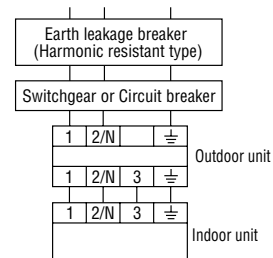 Earth leakage breaker
(Harmonic resistant type)
Switchgear or Circuit breaker
1 2/N
Outdoor unit
1 2/N 3
1 2/N 3
Indoor unit